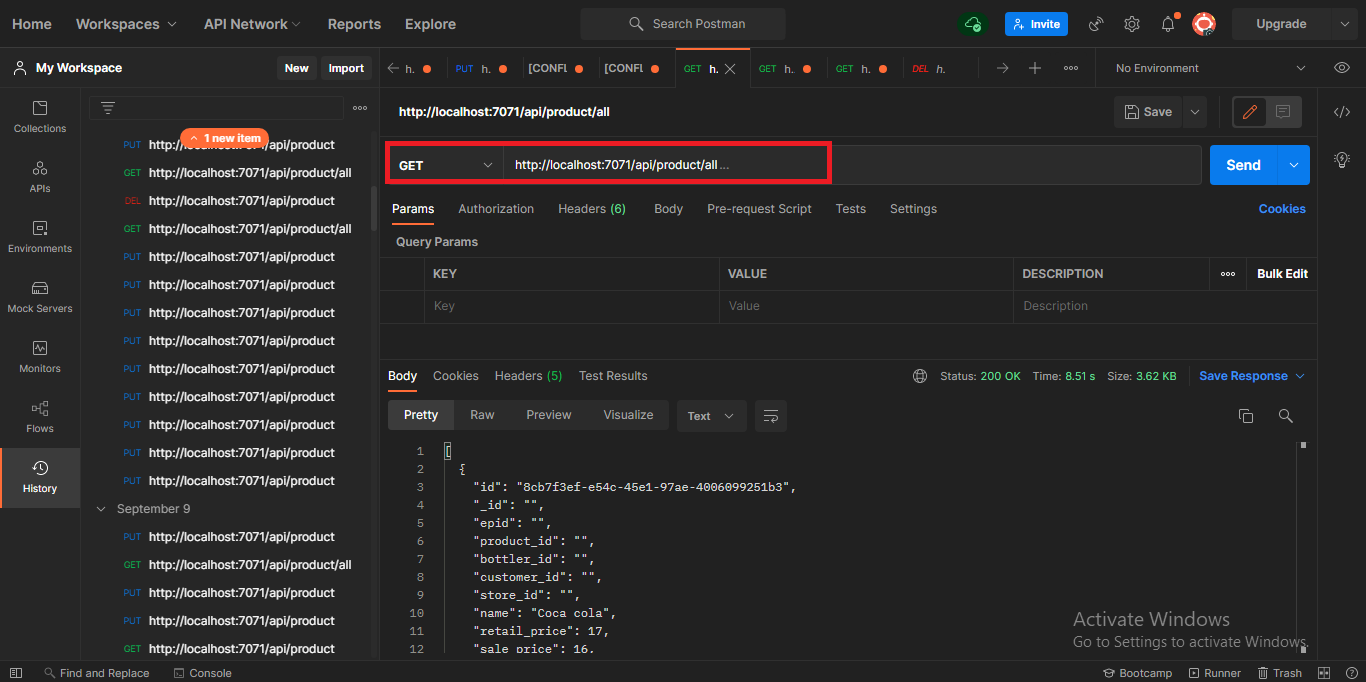 Home Workspaces API Network Reports Explore Search Postman Invite Upgrade
My Workspace New Import h. PUT h. [CONFL [CONFL GET h. GET h.. GET h. DEL h. No Environment
Collections
APIs
Environments
Mock Servers
Monitors
Flows
History
1 new item
PUT http://localhost:7071/api/product
GET http://localhost:7071/api/product/all
DEL http://localhost:7071/api/product
GET http://localhost:7071/api/product/all
PUT http://localhost:7071/api/product
PUT http://localhost:7071/api/product
PUT http://localhost:7071/api/product
PUT http://localhost:7071/api/product
PUT http://localhost:7071/api/product
PUT http://localhost:7071/api/product
PUT http://localhost:7071/api/product
PUT http://localhost:7071/api/product
PUT http://localhost:7071/api/product
September 9
PUT http://localhost:7071/api/product
GET http://localhost:7071/api/product/all
PUT http://localhost:7071/api/product
PUT http://localhost:7071/api/product
GET http://localhost:7071/api/product
http://localhost:7071/api/product/all Save
GET http://localhost:7071/api/product/all ... Send
Params Authorization Headers (6) Body Pre-request Script Tests Settings Cookies
Query Params
KEY VALUE DESCRIPTION Bulk Edit
Key Value Description
Body Cookies Headers (5) Test Results Status: 200 OK Time: 8.51 s Size: 3.62 KB Save Response
Pretty Raw Preview Visualize Text
1 [
2 {
3 "id": "8cb7f3ef-e54c-45e1-97ae-4006099251b3",
4 "_id": "",
5 "epid": "",
6 "product_id": "",
7 "bottler_id": "",
8 "customer_id": "",
9 "store_id": "",
10 "name": "Coca cola",
11 "retail_price": 17,
12 "sale_price": 16,
Activate Windows
Go to Settings to activate Windows.
Find and Replace Console Bootcamp Runner Trash